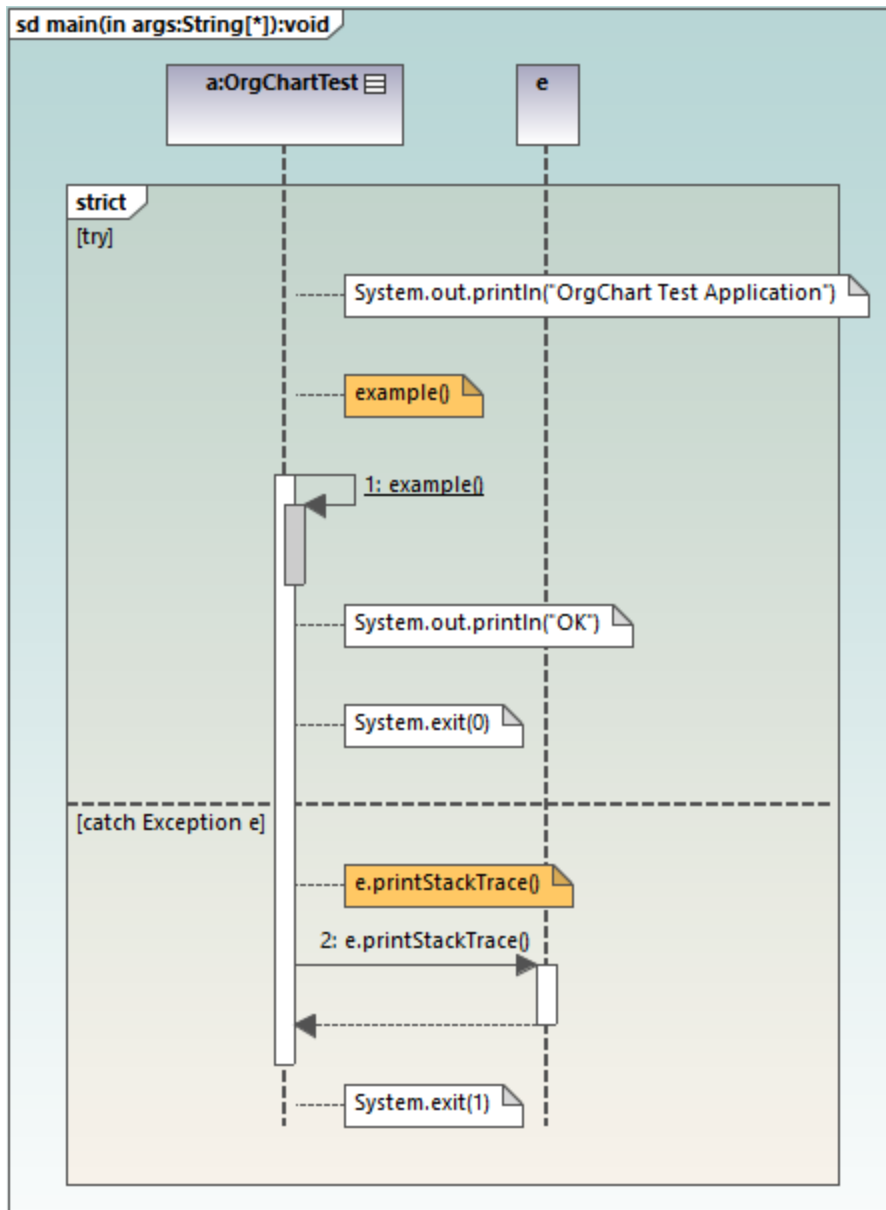 sd main(in args:String[*]):void
a:OrgChartTest
e
strict
[try]
System.out.println("OrgChart Test Application")
example()
1: example()
System.out.println("OK")
System.exit(0)
[catch Exception e]
e.printStackTrace()
2: e.printStackTrace()
System.exit(1)